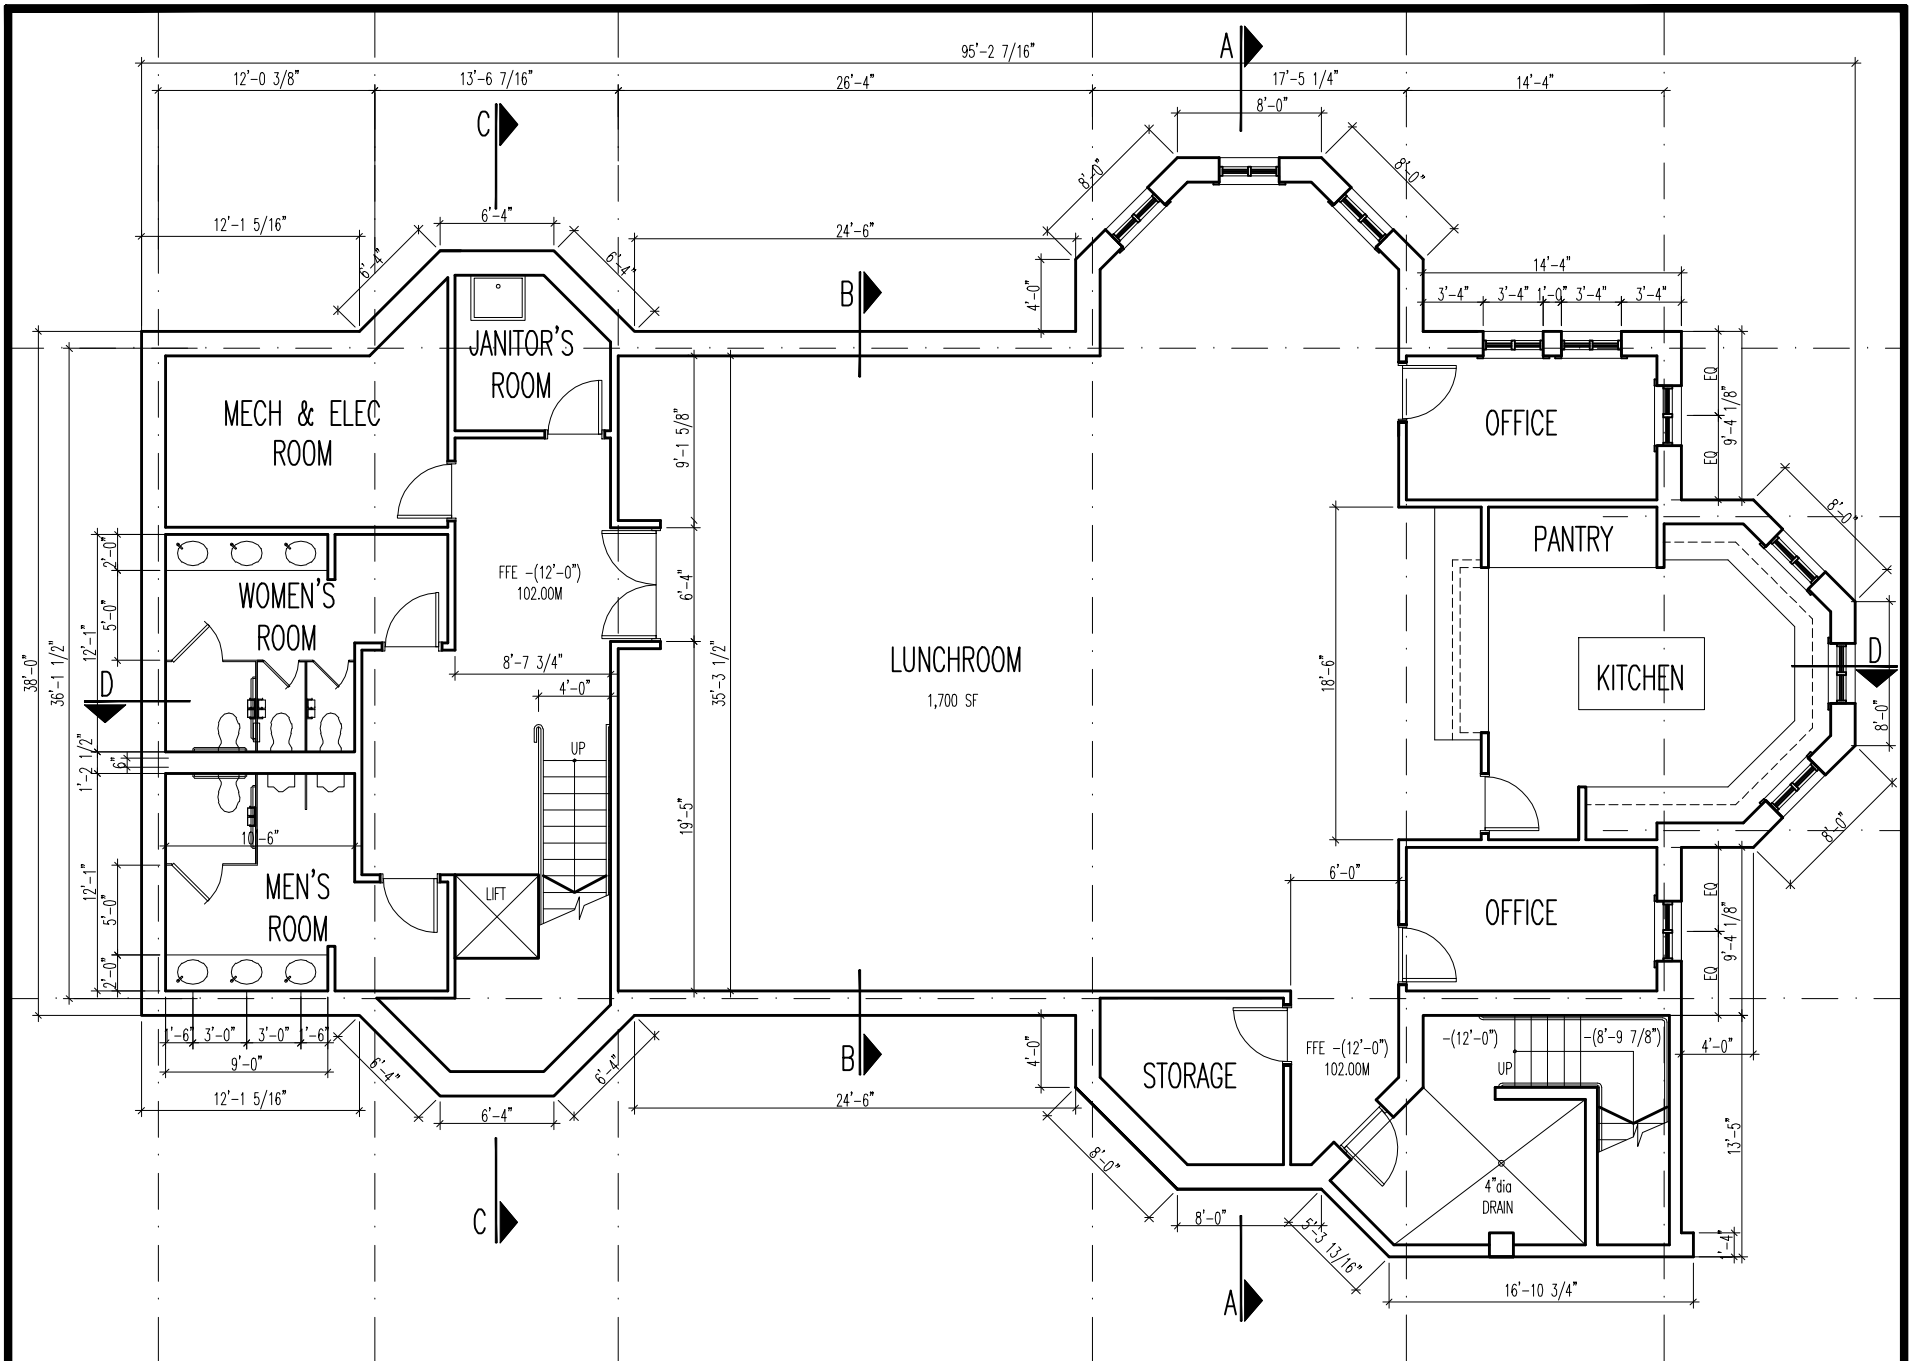 95'-2 7/16"
A
12'-0 3/8"
13'-6 7/16"
26'-4"
17'-5 1/4"
14'-4"
8'-0"
C
8'-0"
8'-0"
6'-4"
12'-1 5/16"
24'-6"
6'-4"
6'-4"
14'-4"
B
4'-0"
3'-4"
3'-4"
1'-0"
3'-4"
3'-4"
JANITOR'S
ROOM
MECH & ELEC
ROOM
9'-1 5/8"
OFFICE
EQ
9'-4 1/8"
EQ
8'-0"
PANTRY
2'-0"
FFE -(12'-0")
102.00M
6'-4"
WOMEN'S
ROOM
5'-0"
12'-1"
38'-0"
36'-1 1/2"
D
8'-7 3/4"
4'-0"
35'-3 1/2"
LUNCHROOM
1,700 SF
18'-6"
KITCHEN
D
8'-0"
UP
1'-2 1/2"
6"
19'-5"
8'-0"
10'-6"
12'-1"
5'-0"
2'-0"
MEN'S
ROOM
LIFT
6'-0"
OFFICE
EQ
9'-4 1/8"
EQ
1'-6"
3'-0"
3'-0"
1'-6"
9'-0"
12'-1 5/16"
6'-4"
6'-4"
6'-4"
B
4'-0"
24'-6"
STORAGE
FFE -(12'-0")
102.00M
-(12'-0")
-(8'-9 7/8")
UP
4'-0"
13'-5"
8'-0"
4"dia
DRAIN
C
8'-0"
5'-3 13/16"
1'-4"
A
16'-10 3/4"